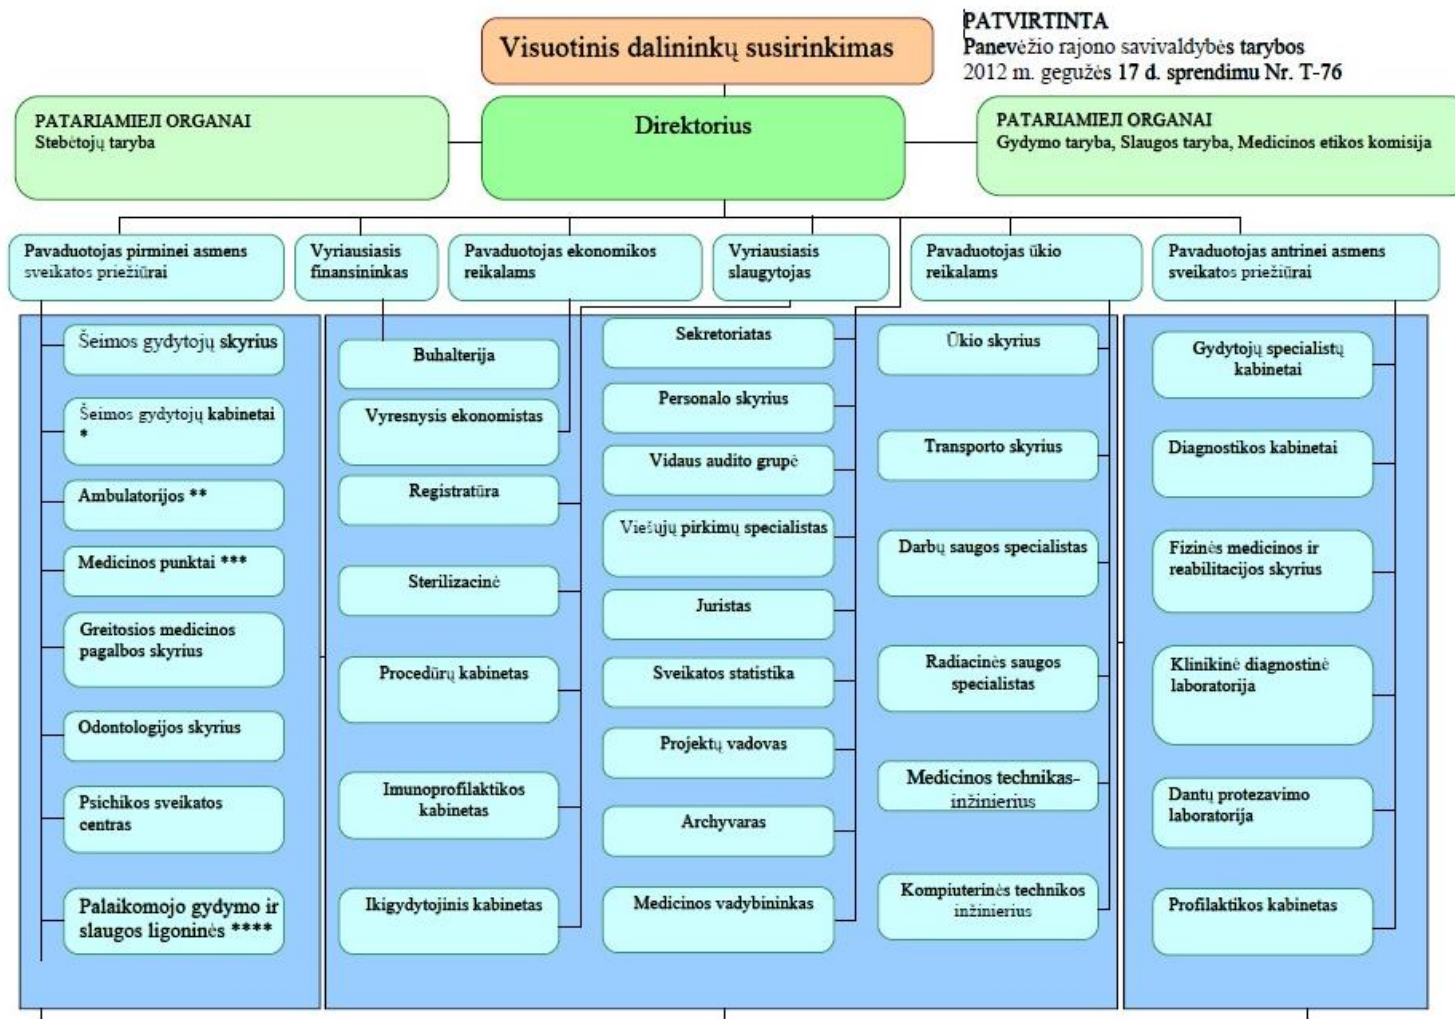 Visuotinis dalininkų susirinkimas
PATVIRTINTA
Panevėžio rajono savivaldybės tarybos
2012 m. gegužės 17 d. sprendimu Nr. T-76
PATARIAMIEJI ORGANAI
Stebėtojų taryba
Direktorius
PATARIAMIEJI ORGANAI
Gydymo taryba, Slaugos taryba, Medicinos etikos komisija
Pavaduotojas pirminei asmens
sveikatos priežiūrai
Vyriausiasis
finansininkas
Pavaduotojas ekonomikos
reikalams
Vyriausiasis
slaugytojas
Pavaduotojas ūkio
reikalams
Pavaduotojas antrinei asmens
sveikatos priežiūrai
Šeimos gydytojų skyrius
Šeimos gydytojų kabinetai
*
Ambulatorijos **
Medicinos punktai ***
Greitosios medicinos
pagalbos skyrius
Odontologijos skyrius
Psichikos sveikatos
centras
Palaikomojo gydymo ir
slaugos ligoninės ****
Buhalterija
Vyresnysis ekonomistas
Registratūra
Sterilizacinė
Procedūrų kabinetas
Imunoprofilaktikos
kabinetas
Ikigydytojinis kabinetas
Sekretoriatas
Personalo skyrius
Vidaus audito grupė
Viešųjų pirkimų specialistas
Juristas
Sveikatos statistika
Projektų vadovas
Archyvaras
Medicinos vadybininkas
Ūkio skyrius
Transporto skyrius
Darbų saugos specialistas
Radiacinės saugos
specialistas
Medicinos technikas-
inžinierius
Kompiuterinės technikos
inžinierius
Gydytojų specialistų
kabinetai
Diagnostikos kabinetai
Fizinės medicinos ir
reabilitacijos skyrius
Klinikinė diagnostinė
laboratorija
Dantų protezavimo
laboratorija
Profilaktikos kabinetas